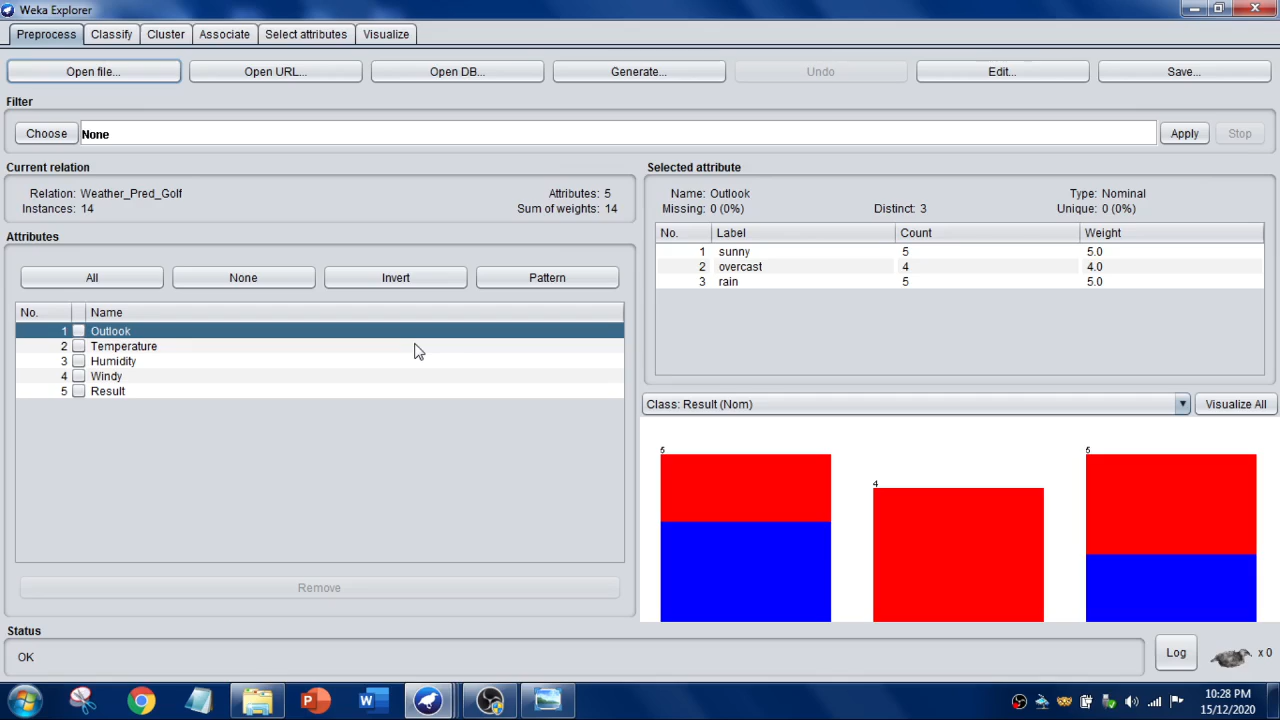 Weka Explorer
Preprocess Classify Cluster Associate Select attributes Visualize
Open file... Open URL... Open DB... Generate... Undo Edit... Save...
Filter
Choose None Apply Stop
Current relation
Relation: Weather_Pred_Golf Attributes: 5
Instances: 14 Sum of weights: 14
Attributes
All None Invert Pattern
No. Name
1 Outlook
2 Temperature
3 Humidity
4 Windy
5 Result
Remove
Selected attribute
Name: Outlook Type: Nominal
Missing: 0 (0%) Distinct: 3 Unique: 0 (0%)
No. Label Count Weight
1 sunny 5 5.0
2 overcast 4 4.0
3 rain 5 5.0
Class: Result (Nom) Visualize All
5 4 5
Status
OK Log x 0
10:28 PM
15/12/2020